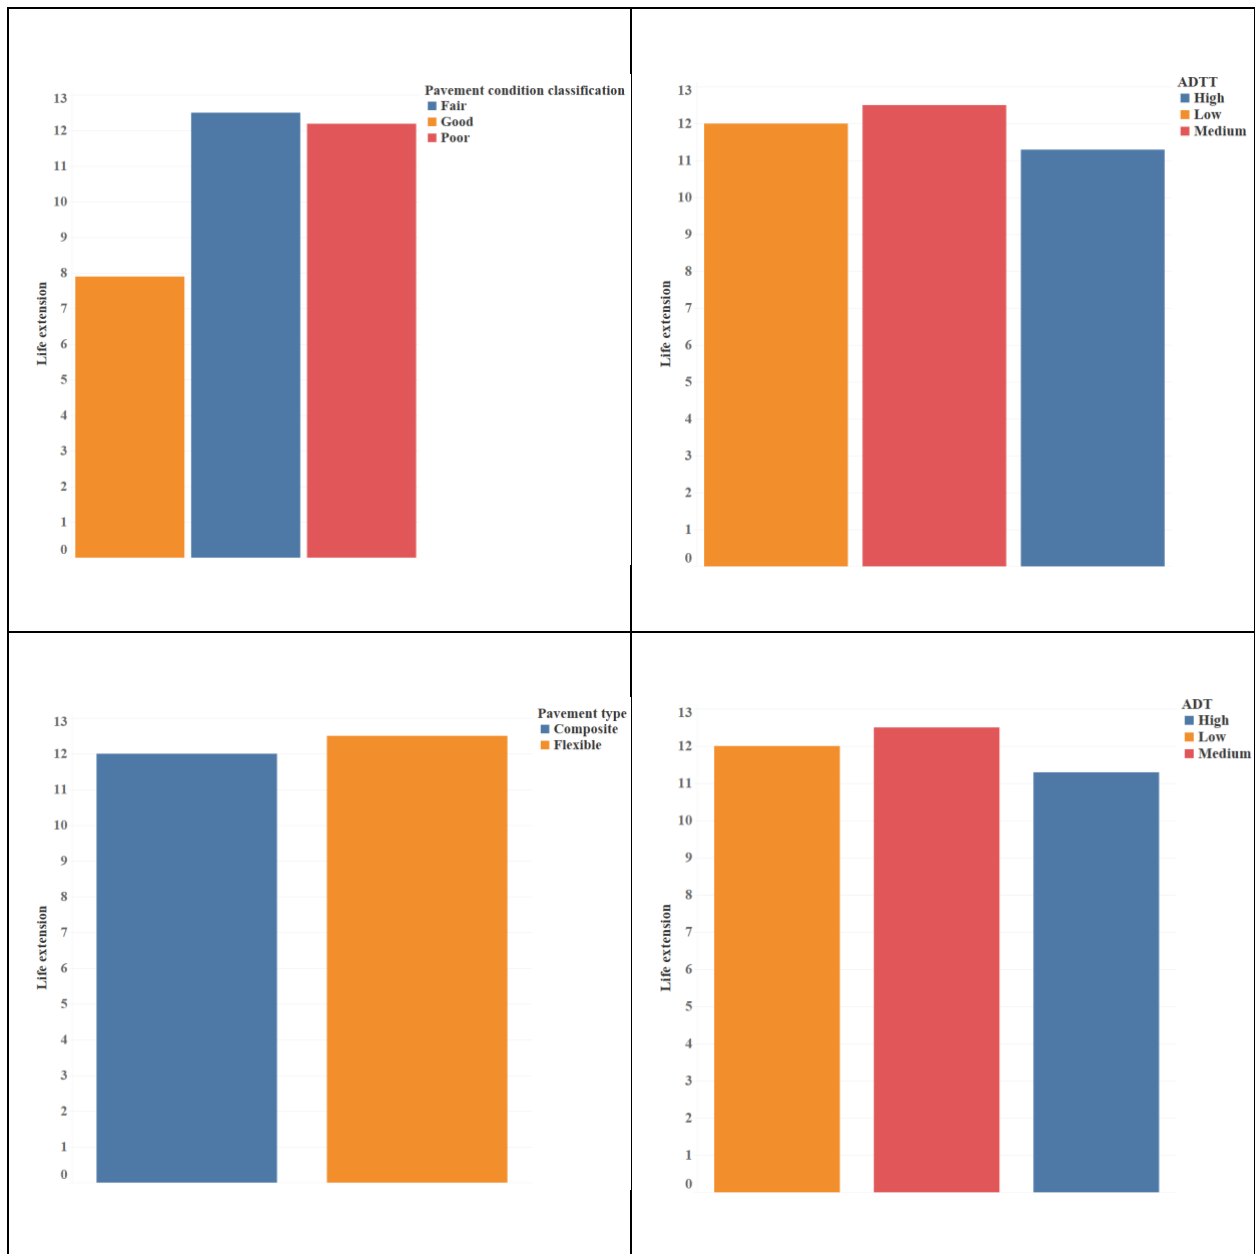 Pavement condition classification
Fair
Good
Poor
13
12
11
10
9
8
7
6
5
4
3
2
1
0
Life extension
ADTT
High
Low
Medium
13
12
11
10
9
8
7
6
5
4
3
2
1
0
Life extension
Pavement type
Composite
Flexible
13
12
11
10
9
8
7
6
5
4
3
2
1
0
Life extension
ADT
High
Low
Medium
13
12
11
10
9
8
7
6
5
4
3
2
1
0
Life extension